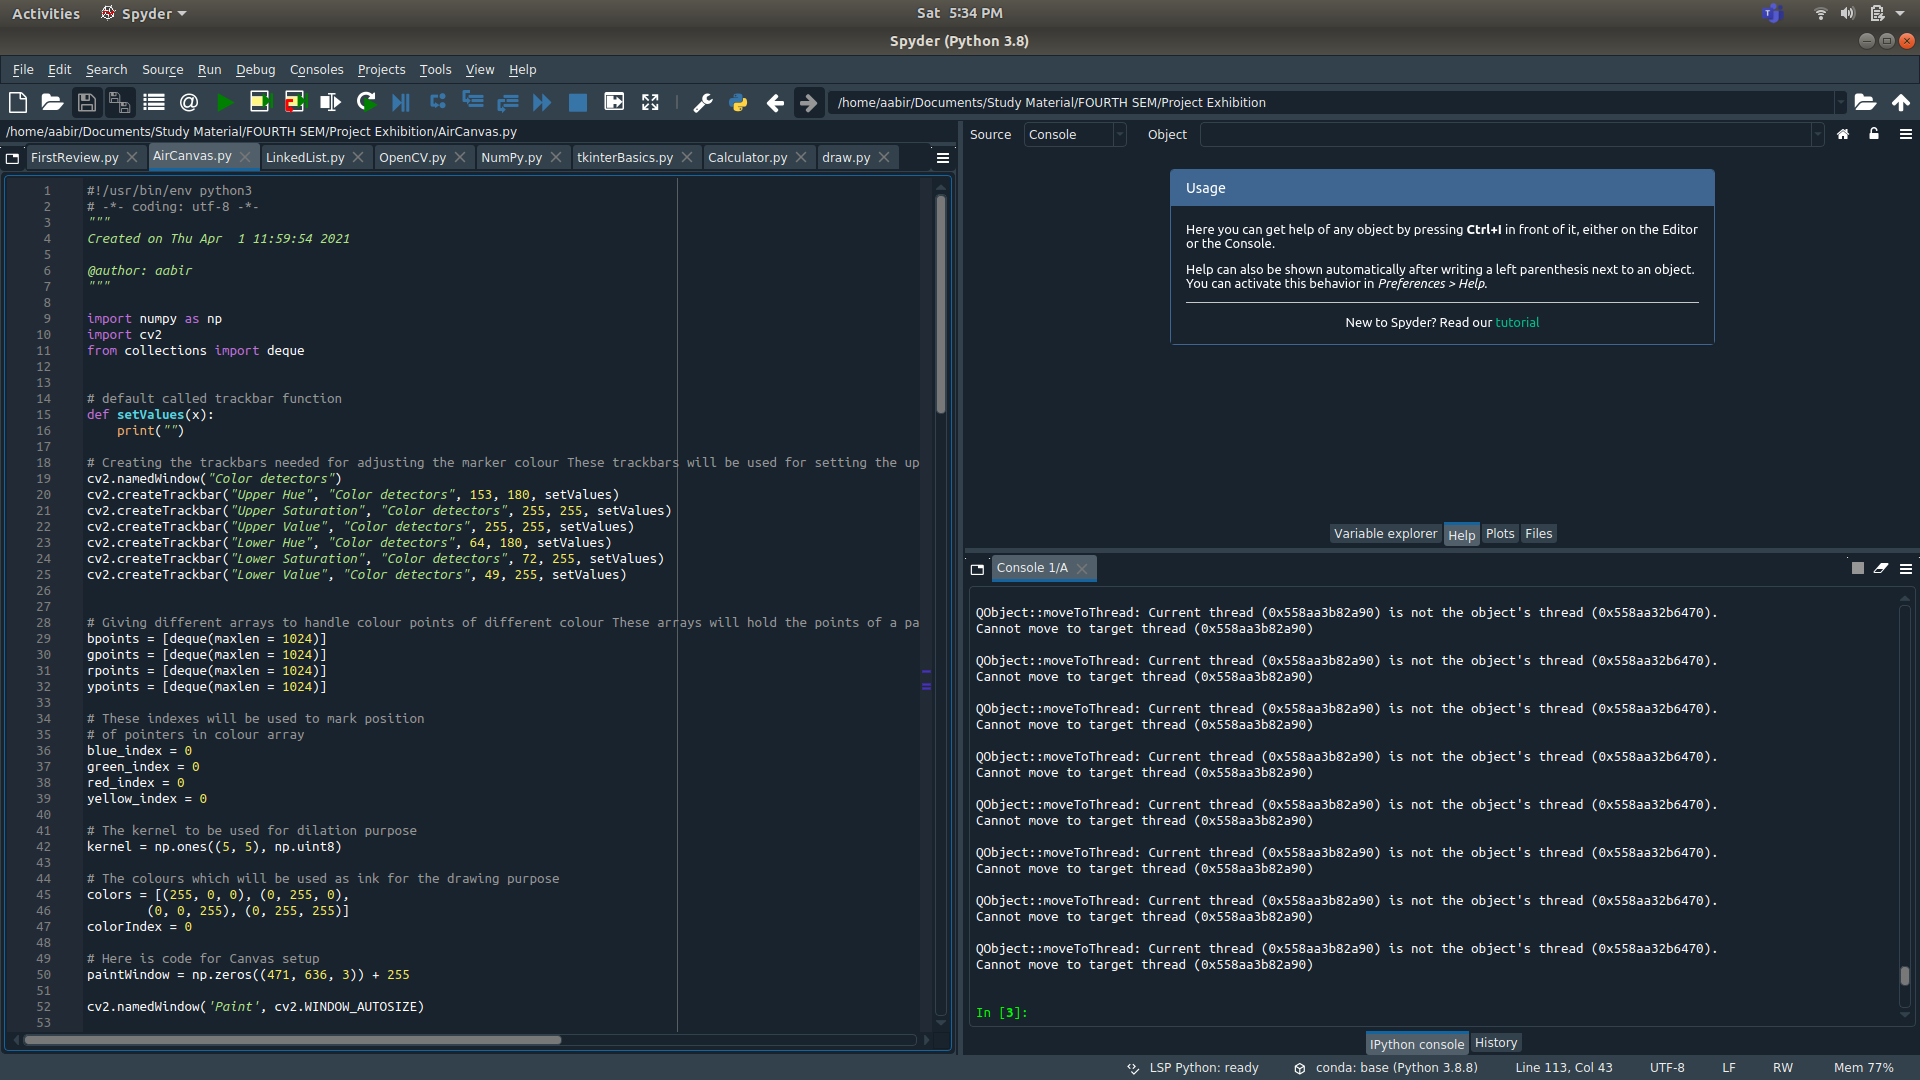 Activities Spyder Sat 5:34 PM
Spyder (Python 3.8)
File Edit Search Source Run Debug Consoles Projects Tools View Help
/home/aabir/Documents/Study Material/FOURTH SEM/Project Exhibition
/home/aabir/Documents/Study Material/FOURTH SEM/Project Exhibition/AirCanvas.py
FirstReview.py AirCanvas.py LinkedList.py OpenCV.py NumPy.py tkinterBasics.py Calculator.py draw.py
1 #!/usr/bin/env python3
2 # -*- coding: utf-8 -*-
3 """
4 Created on Thu Apr  1 11:59:54 2021
5
6 @author: aabir
7 """
8
9 import numpy as np
10 import cv2
11 from collections import deque
12
13
14 # default called trackbar function
15 def setValues(x):
16     print("")
17
18 # Creating the trackbars needed for adjusting the marker colour These trackbars will be used for setting the up
19 cv2.namedWindow("Color detectors")
20 cv2.createTrackbar("Upper Hue", "Color detectors", 153, 180, setValues)
21 cv2.createTrackbar("Upper Saturation", "Color detectors", 255, 255, setValues)
22 cv2.createTrackbar("Upper Value", "Color detectors", 255, 255, setValues)
23 cv2.createTrackbar("Lower Hue", "Color detectors", 64, 180, setValues)
24 cv2.createTrackbar("Lower Saturation", "Color detectors", 72, 255, setValues)
25 cv2.createTrackbar("Lower Value", "Color detectors", 49, 255, setValues)
26
27
28 # Giving different arrays to handle colour points of different colour These arrays will hold the points of a pa
29 bpoints = [deque(maxlen = 1024)]
30 gpoints = [deque(maxlen = 1024)]
31 rpoints = [deque(maxlen = 1024)]
32 ypoints = [deque(maxlen = 1024)]
33
34 # These indexes will be used to mark position
35 # of pointers in colour array
36 blue_index = 0
37 green_index = 0
38 red_index = 0
39 yellow_index = 0
40
41 # The kernel to be used for dilation purpose
42 kernel = np.ones((5, 5), np.uint8)
43
44 # The colours which will be used as ink for the drawing purpose
45 colors = [(255, 0, 0), (0, 255, 0),
46         (0, 0, 255), (0, 255, 255)]
47 colorIndex = 0
48
49 # Here is code for Canvas setup
50 paintWindow = np.zeros((471, 636, 3)) + 255
51
52 cv2.namedWindow('Paint', cv2.WINDOW_AUTOSIZE)
53
Source Console Object
Usage
Here you can get help of any object by pressing Ctrl+I in front of it, either on the Editor
or the Console.
Help can also be shown automatically after writing a left parenthesis next to an object.
You can activate this behavior in Preferences > Help.
New to Spyder? Read our tutorial
Variable explorer Help Plots Files
Console 1/A
QObject::moveToThread: Current thread (0x558aa3b82a90) is not the object's thread (0x558aa32b6470).
Cannot move to target thread (0x558aa3b82a90)
QObject::moveToThread: Current thread (0x558aa3b82a90) is not the object's thread (0x558aa32b6470).
Cannot move to target thread (0x558aa3b82a90)
QObject::moveToThread: Current thread (0x558aa3b82a90) is not the object's thread (0x558aa32b6470).
Cannot move to target thread (0x558aa3b82a90)
QObject::moveToThread: Current thread (0x558aa3b82a90) is not the object's thread (0x558aa32b6470).
Cannot move to target thread (0x558aa3b82a90)
QObject::moveToThread: Current thread (0x558aa3b82a90) is not the object's thread (0x558aa32b6470).
Cannot move to target thread (0x558aa3b82a90)
QObject::moveToThread: Current thread (0x558aa3b82a90) is not the object's thread (0x558aa32b6470).
Cannot move to target thread (0x558aa3b82a90)
QObject::moveToThread: Current thread (0x558aa3b82a90) is not the object's thread (0x558aa32b6470).
Cannot move to target thread (0x558aa3b82a90)
QObject::moveToThread: Current thread (0x558aa3b82a90) is not the object's thread (0x558aa32b6470).
Cannot move to target thread (0x558aa3b82a90)
In [3]:
IPython console History
LSP Python: ready conda: base (Python 3.8.8) Line 113, Col 43 UTF-8 LF RW Mem 77%